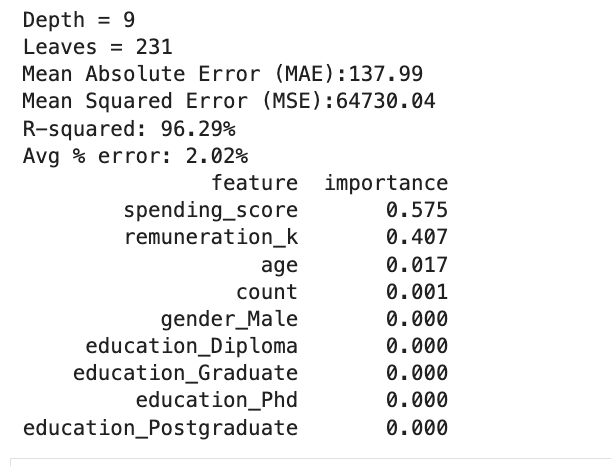 Depth = 9
Leaves = 231
Mean Absolute Error (MAE):137.99
Mean Squared Error (MSE):64730.04
R-squared: 96.29%
Avg % error: 2.02%
feature importance
spending_score 0.575
remuneration_k 0.407
age 0.017
count 0.001
gender_Male 0.000
education_Diploma 0.000
education_Graduate 0.000
education_Phd 0.000
education_Postgraduate 0.000